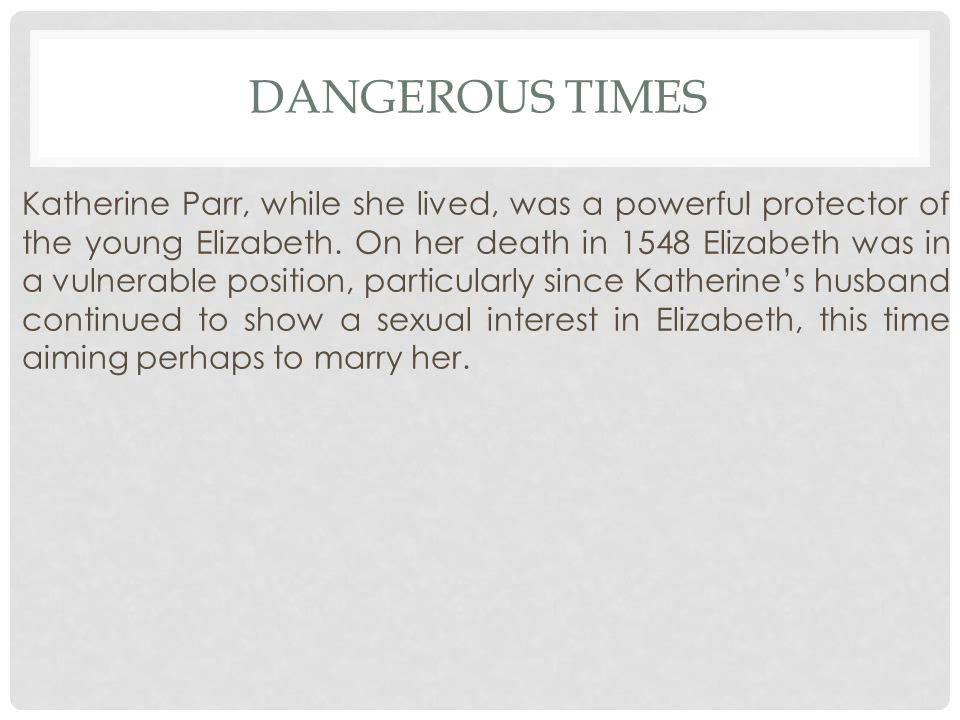 DANGEROUS TIMES
Katherine Parr, while she lived, was a powerful protector of
the young Elizabeth. On her death in 1548 Elizabeth was in
a vulnerable position, particularly since Katherine’s husband
continued to show a sexual interest in Elizabeth, this time
aiming perhaps to marry her.